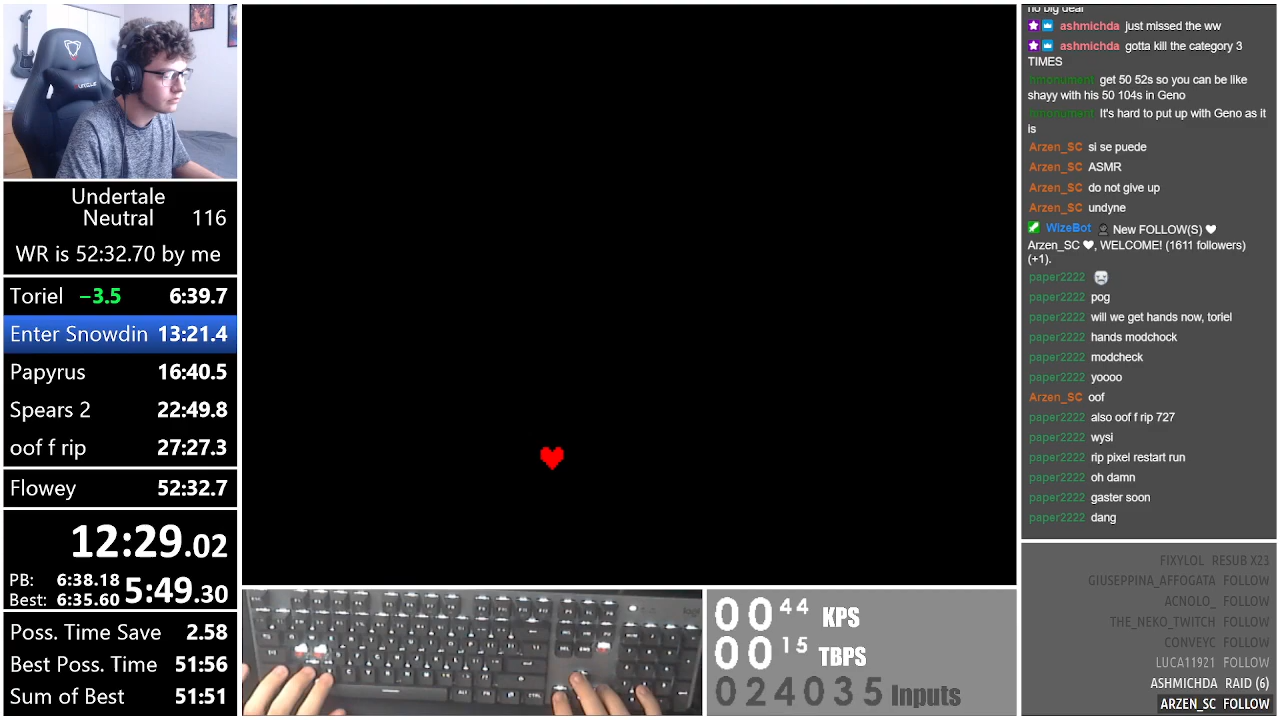 Undertale
Neutral 116
WR is 52:32.70 by me
Toriel −3.5 6:39.7
Enter Snowdin 13:21.4
Papyrus 16:40.5
Spears 2 22:49.8
oof f rip 27:27.3
Flowey 52:32.7
12:29.02
PB: 6:38.18
Best: 6:35.60 5:49.30
Poss. Time Save 2.58
Best Poss. Time 51:56
Sum of Best 51:51
00 44 KPS
00 15 TBPS
024035 Inputs
no big deal
ashmichda just missed the ww
ashmichda gotta kill the category 3
TIMES
get 50 52s so you can be like
shayy with his 50 104s in Geno
It's hard to put up with Geno as it
is
Arzen_SC si se puede
Arzen_SC ASMR
Arzen_SC do not give up
Arzen_SC undyne
WizeBot New FOLLOW(S)
Arzen_SC , WELCOME! (1611 followers)
(+1).
paper2222
paper2222 pog
paper2222 will we get hands now, toriel
paper2222 hands modchock
paper2222 modcheck
paper2222 yoooo
Arzen_SC oof
paper2222 also oof f rip 727
paper2222 wysi
paper2222 rip pixel restart run
paper2222 oh damn
paper2222 gaster soon
paper2222 dang
FIXYLOL RESUB X23
GIUSEPPINA_AFFOGATA FOLLOW
ACNOLO_ FOLLOW
THE_NEKO_TWITCH FOLLOW
CONVEYC FOLLOW
LUCA11921 FOLLOW
ASHMICHDA RAID (6)
ARZEN_SC FOLLOW